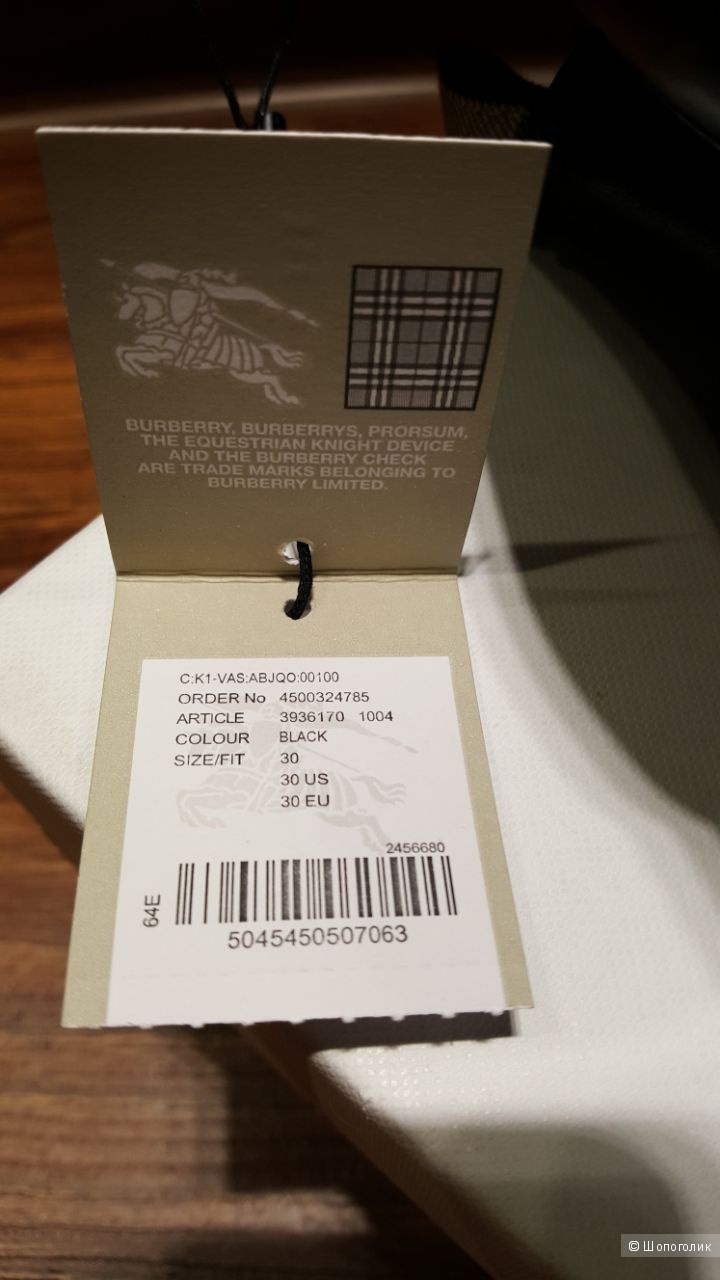 BURBERRY, BURBERRYS, PRORSUM,
THE EQUESTRIAN KNIGHT DEVICE
AND THE BURBERRY CHECK
ARE TRADE MARKS BELONGING TO
BURBERRY LIMITED.
C:K1-VAS:ABJQO:00100
ORDER No 4500324785
ARTICLE 3936170 1004
COLOUR BLACK
SIZE/FIT 30
30 US
30 EU
2456680
64E
5045450507063
© Шопоголик